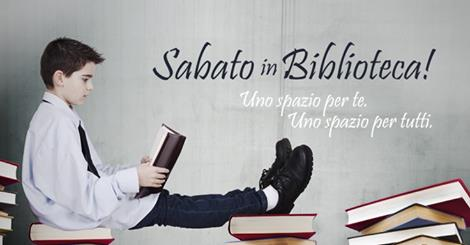 Sabato in Biblioteca!
Uno spazio per te.
Uno spazio per tutti.